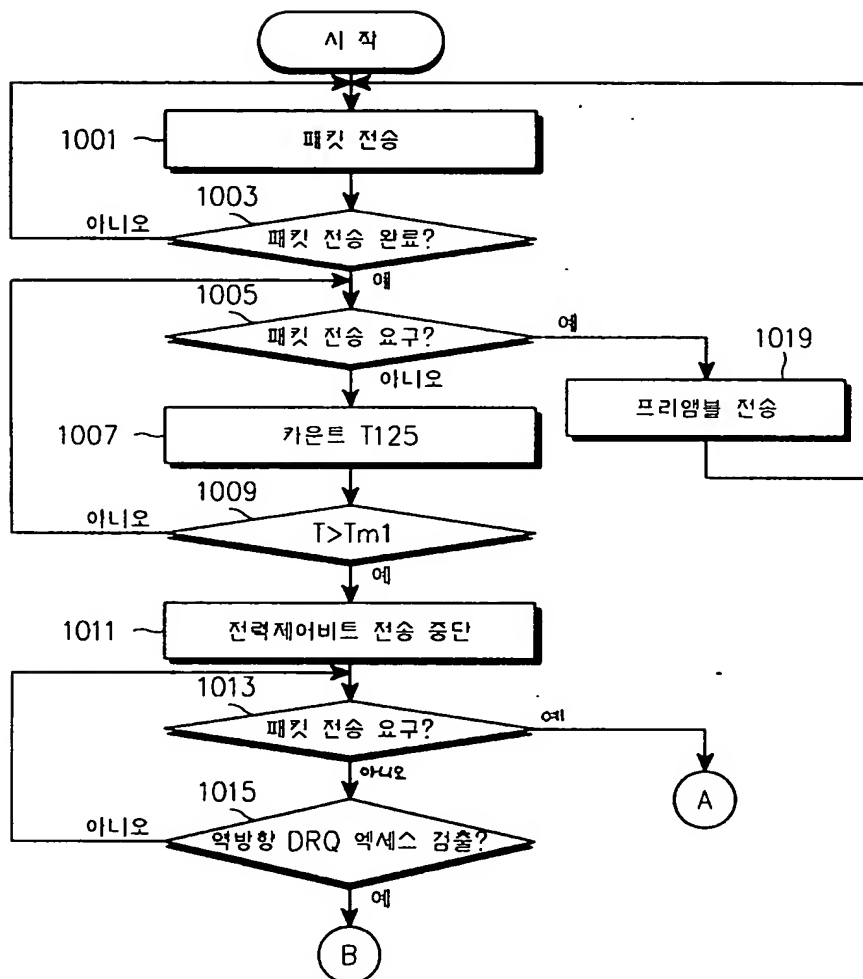 시 작
1001
패킷 전송
1003
아니오
패킷 전송 완료?
예
1005
패킷 전송 요구?
예
아니오
1019
프리앰블 전송
1007
카운트 T125
1009
아니오
T>Tm1
예
1011
전력제어비트 전송 중단
1013
패킷 전송 요구?
예
아니오
A
1015
아니오
역방향 DRQ 엑세스 검출?
예
B